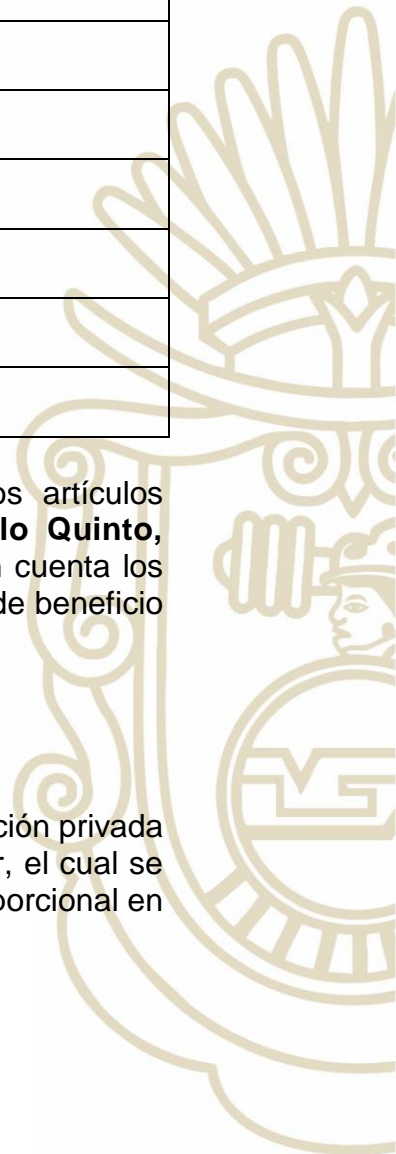 os artículos
lo Quinto,
cuenta los
de beneficio
ción privada
r, el cual se
porcional en